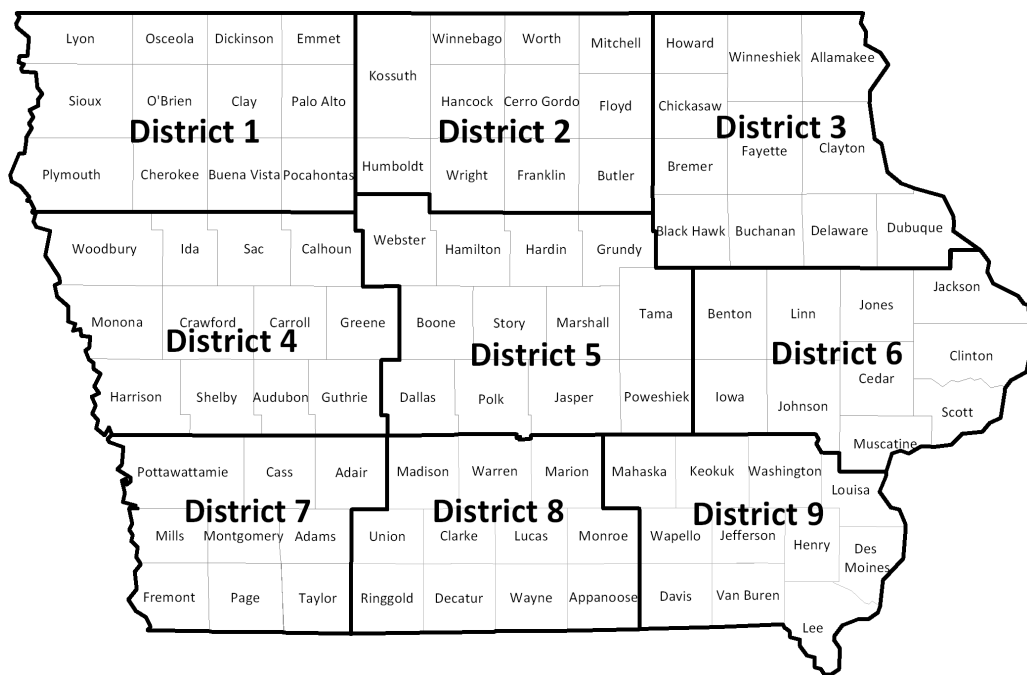 Lyon Osceola Dickinson Emmet Winnebago Worth Mitchell Howard Winneshiek Allamakee
Kossuth
Sioux O'Brien Clay Palo Alto Hancock Cerro Gordo Floyd Chickasaw
District 1 District 2 District 3
Fayette Clayton
Plymouth Cherokee Buena Vista Pocahontas Humboldt Wright Franklin Butler Bremer
Woodbury Ida Sac Calhoun Webster Hamilton Hardin Grundy Black Hawk Buchanan Delaware Dubuque
Jackson
Monona Crawford Carroll Greene Boone Story Marshall Tama Benton Linn Jones
District 4 District 5 District 6
Clinton
Cedar
Harrison Shelby Audubon Guthrie Dallas Polk Jasper Poweshiek Iowa Johnson Scott
Muscatine
Pottawattamie Cass Adair Madison Warren Marion Mahaska Keokuk Washington
Louisa
District 7 District 8 District 9
Mills Montgomery Adams Union Clarke Lucas Monroe Wapello Jefferson Henry
Des
Moines
Fremont Page Taylor Ringgold Decatur Wayne Appanoose Davis Van Buren
Lee